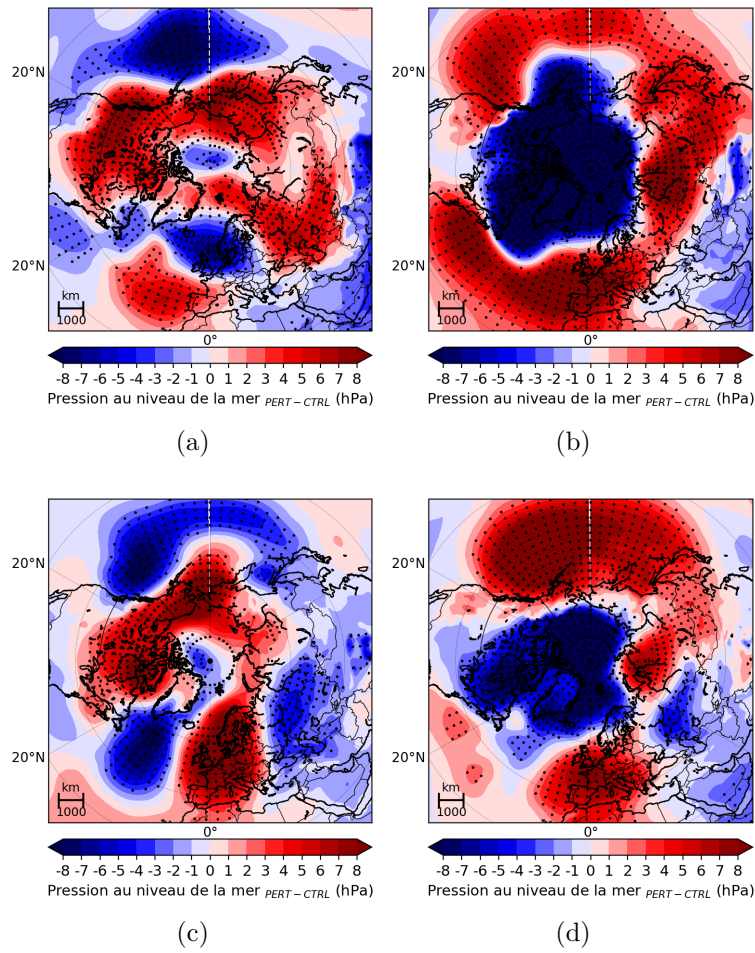 20°N
20°N
20°N
20°N
km
1000
km
1000
0°
0°
-8 -7 -6 -5 -4 -3 -2 -1 0 1 2 3 4 5 6 7 8
-8 -7 -6 -5 -4 -3 -2 -1 0 1 2 3 4 5 6 7 8
Pression au niveau de la mer PERT-CTRL (hPa)
Pression au niveau de la mer PERT-CTRL (hPa)
(a)
(b)
20°N
20°N
20°N
20°N
km
1000
km
1000
0°
0°
-8 -7 -6 -5 -4 -3 -2 -1 0 1 2 3 4 5 6 7 8
-8 -7 -6 -5 -4 -3 -2 -1 0 1 2 3 4 5 6 7 8
Pression au niveau de la mer PERT-CTRL (hPa)
Pression au niveau de la mer PERT-CTRL (hPa)
(c)
(d)